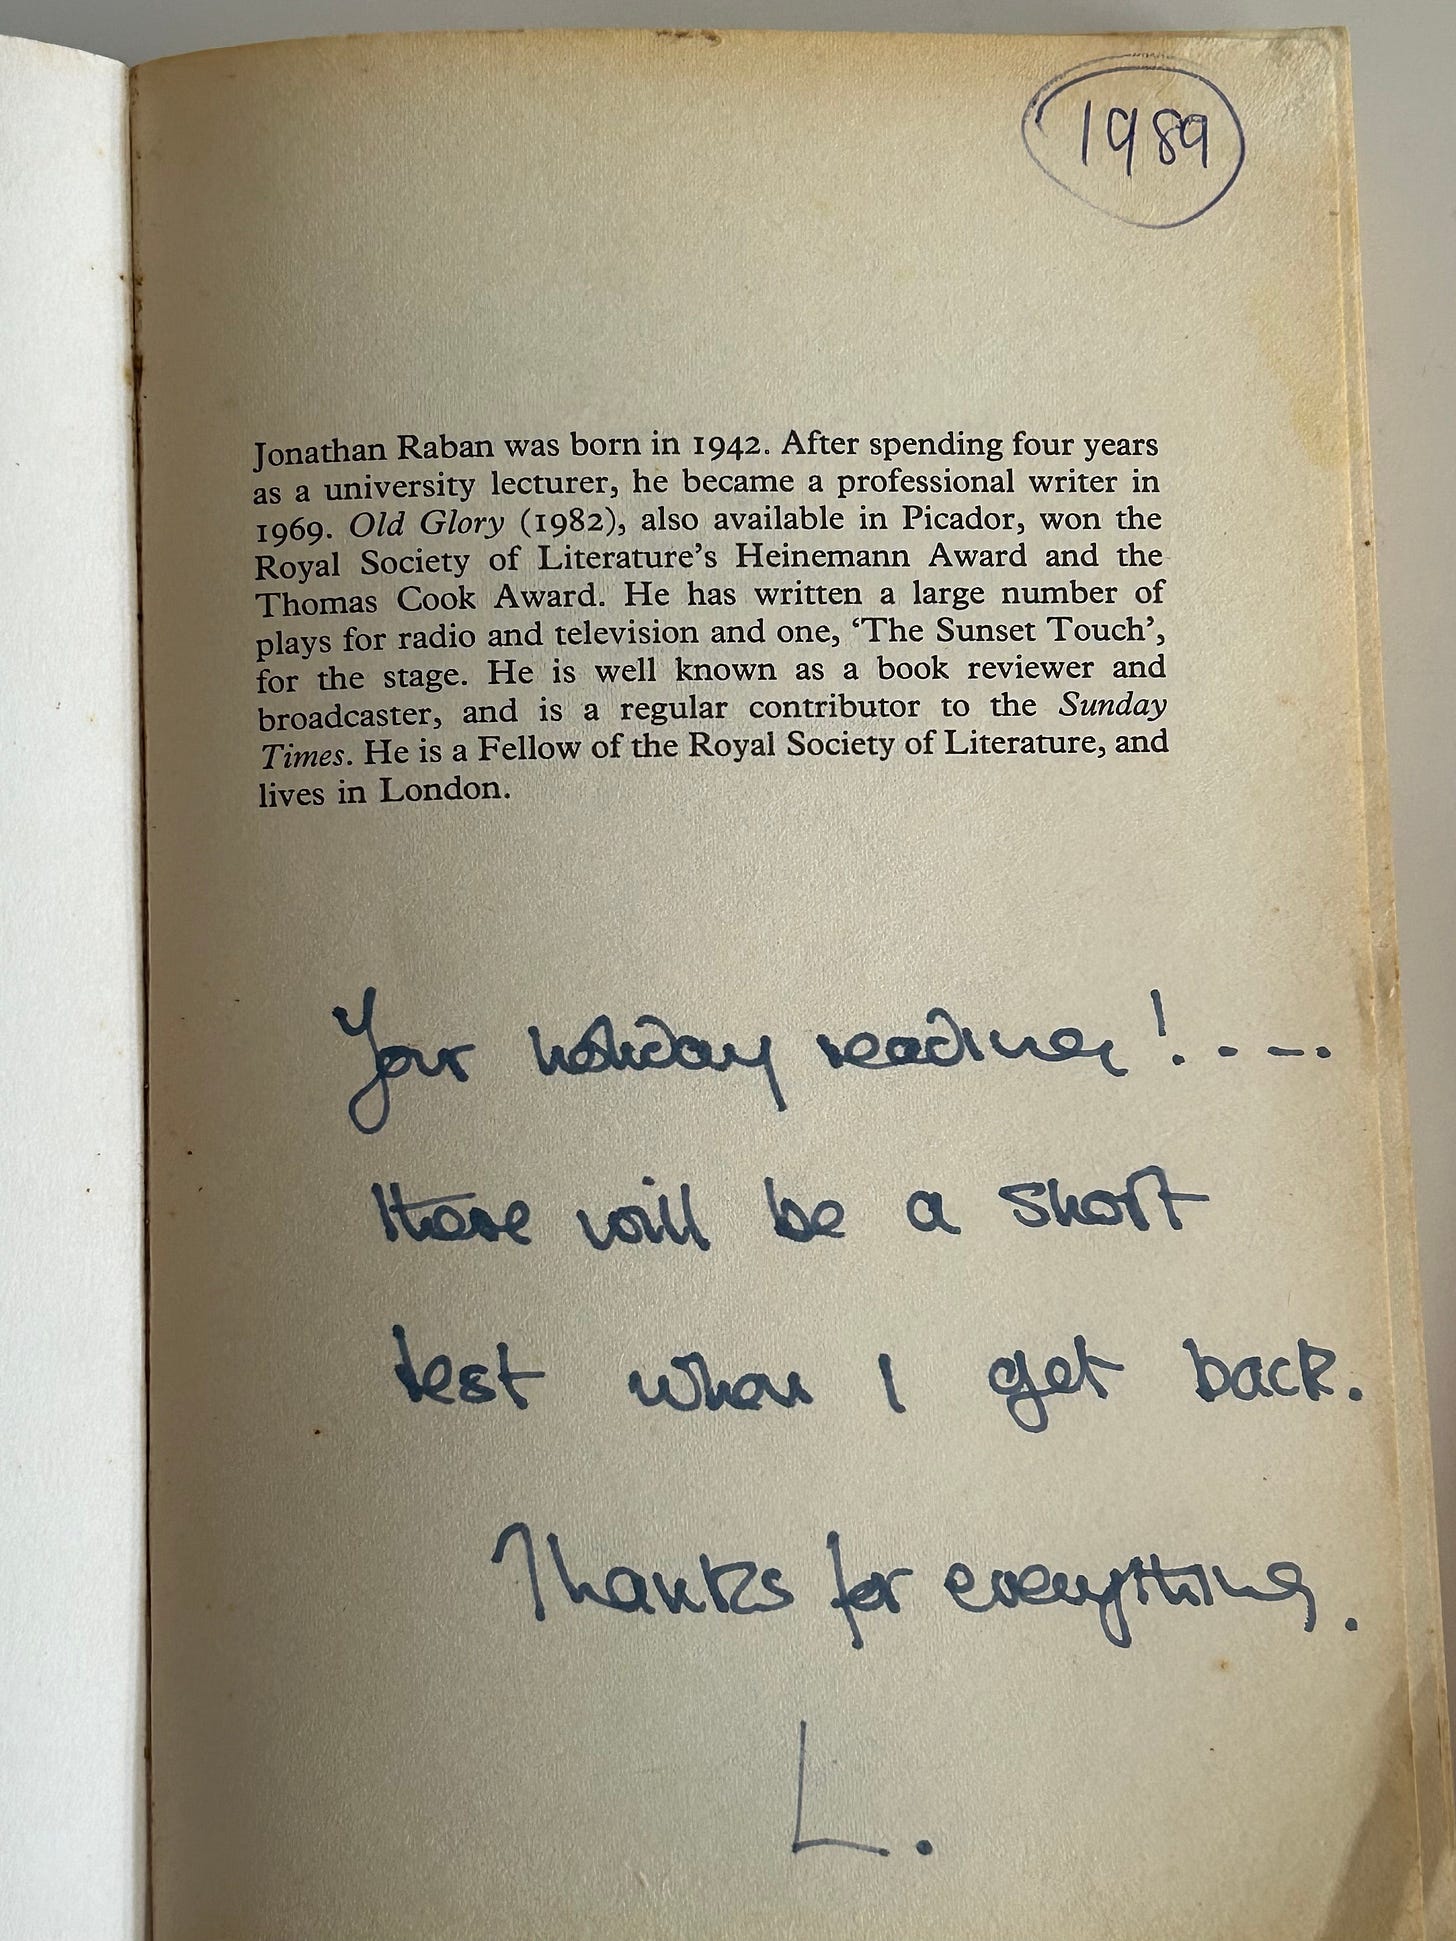 1989
Jonathan Raban was born in 1942. After spending four years
as a university lecturer, he became a professional writer in
1969. Old Glory (1982), also available in Picador, won the
Royal Society of Literature's Heinemann Award and the
Thomas Cook Award. He has written a large number of
plays for radio and television and one, ‘The Sunset Touch’,
for the stage. He is well known as a book reviewer and
broadcaster, and is a regular contributor to the Sunday
Times. He is a Fellow of the Royal Society of Literature, and
lives in London.
Your holiday reading!....
there will be a short
test when I get back.
Thanks for everything.
L.